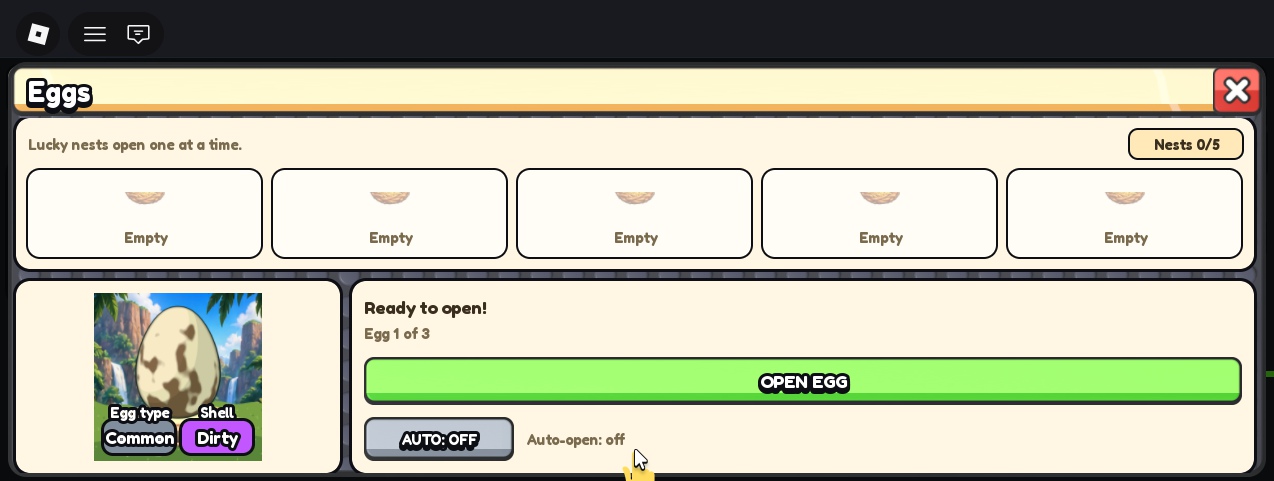 Eggs
Lucky nests open one at a time.
Nests 0/5
Empty
Empty
Empty
Empty
Empty
Egg type
Shell
Common
Dirty
Ready to open!
Egg 1 of 3
OPEN EGG
AUTO: OFF
Auto-open: off